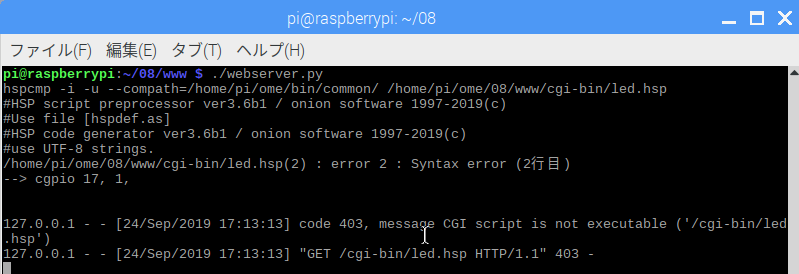 pi@raspberrypi: ~/08
ファイル(F) 編集(E) タブ(T) ヘルプ(H)
pi@raspberrypi:~/08/www $ ./webserver.py
hspcmp -i -u --compath=/home/pi/ome/bin/common/ /home/pi/ome/08/www/cgi-bin/led.hsp
#HSP script preprocessor ver3.6b1 / onion software 1997-2019(c)
#Use file [hspdef.as]
#HSP code generator ver3.6b1 / onion software 1997-2019(c)
#use UTF-8 strings.
/home/pi/ome/08/www/cgi-bin/led.hsp(2) : error 2 : Syntax error (2行目)
--> cgpio 17, 1,
127.0.0.1 - - [24/Sep/2019 17:13:13] code 403, message CGI script is not executable ('/cgi-bin/led
.hsp')
127.0.0.1 - - [24/Sep/2019 17:13:13] "GET /cgi-bin/led.hsp HTTP/1.1" 403 -